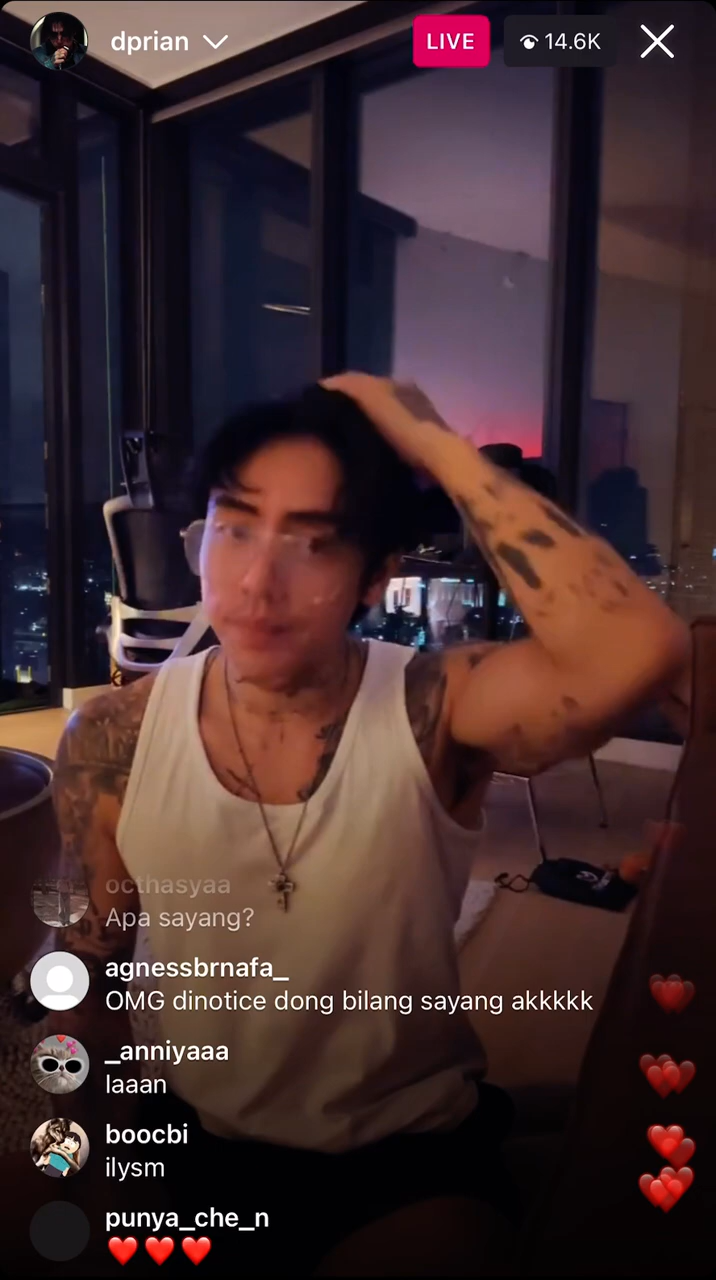 dprian
LIVE
14.6K
octhasyaa
Apa sayang?
agnessbrnafa_
OMG dinotice dong bilang sayang akkkkk
_anniyaaa
laaan
boocbi
ilysm
punya_che_n
❤️❤️❤️